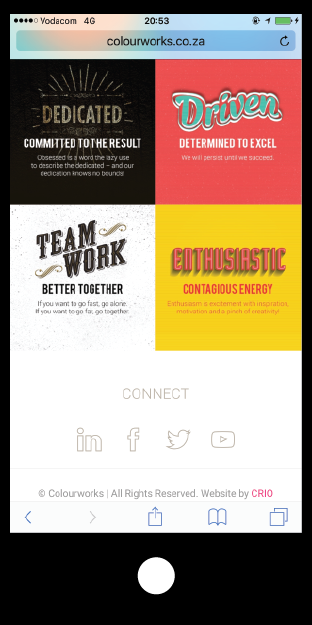 Vodacom 4G 20:53
colourworks.co.za
DEDICATED
COMMITTED TO THE RESULT
Obsessed is a word the lazy use
to describe the dedicated – and our
dedication knows no bounds
Driven
DETERMINED TO EXCEL
We will persist until we succeed.
TEAM
WORK
BETTER TOGETHER
If you want to go fast, go alone.
If you want to go far, go together.
ENTHUSIASTIC
CONTAGIOUS ENERGY
Enthusiasm is excitement with inspiration,
motivation and a pinch of creativity!
CONNECT
in f
© Colourworks | All Rights Reserved. Website by CRIO